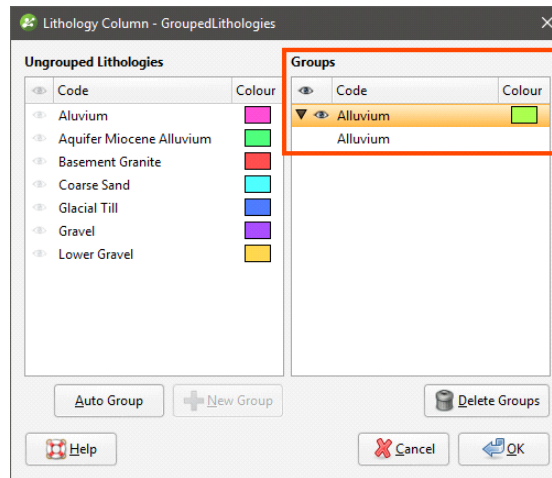 Lithology Column - GroupedLithologies
Ungrouped Lithologies
Code Colour
Aluvium
Aquifer Miocene Alluvium
Basement Granite
Coarse Sand
Glacial Till
Gravel
Lower Gravel
Auto Group
New Group
Groups
Code Colour
Alluvium
Alluvium
Delete Groups
Help
Cancel
OK